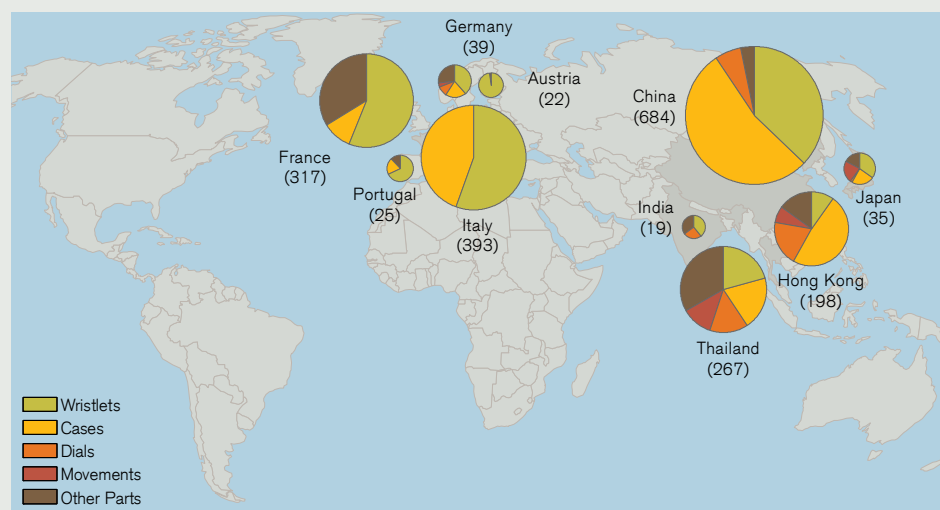 Germany
(39)
Austria
(22)
China
(684)
France
(317)
Portugal
(25)
Italy
(393)
India
(19)
Japan
(35)
Hong Kong
(198)
Thailand
(267)
Wristlets
Cases
Dials
Movements
Other Parts